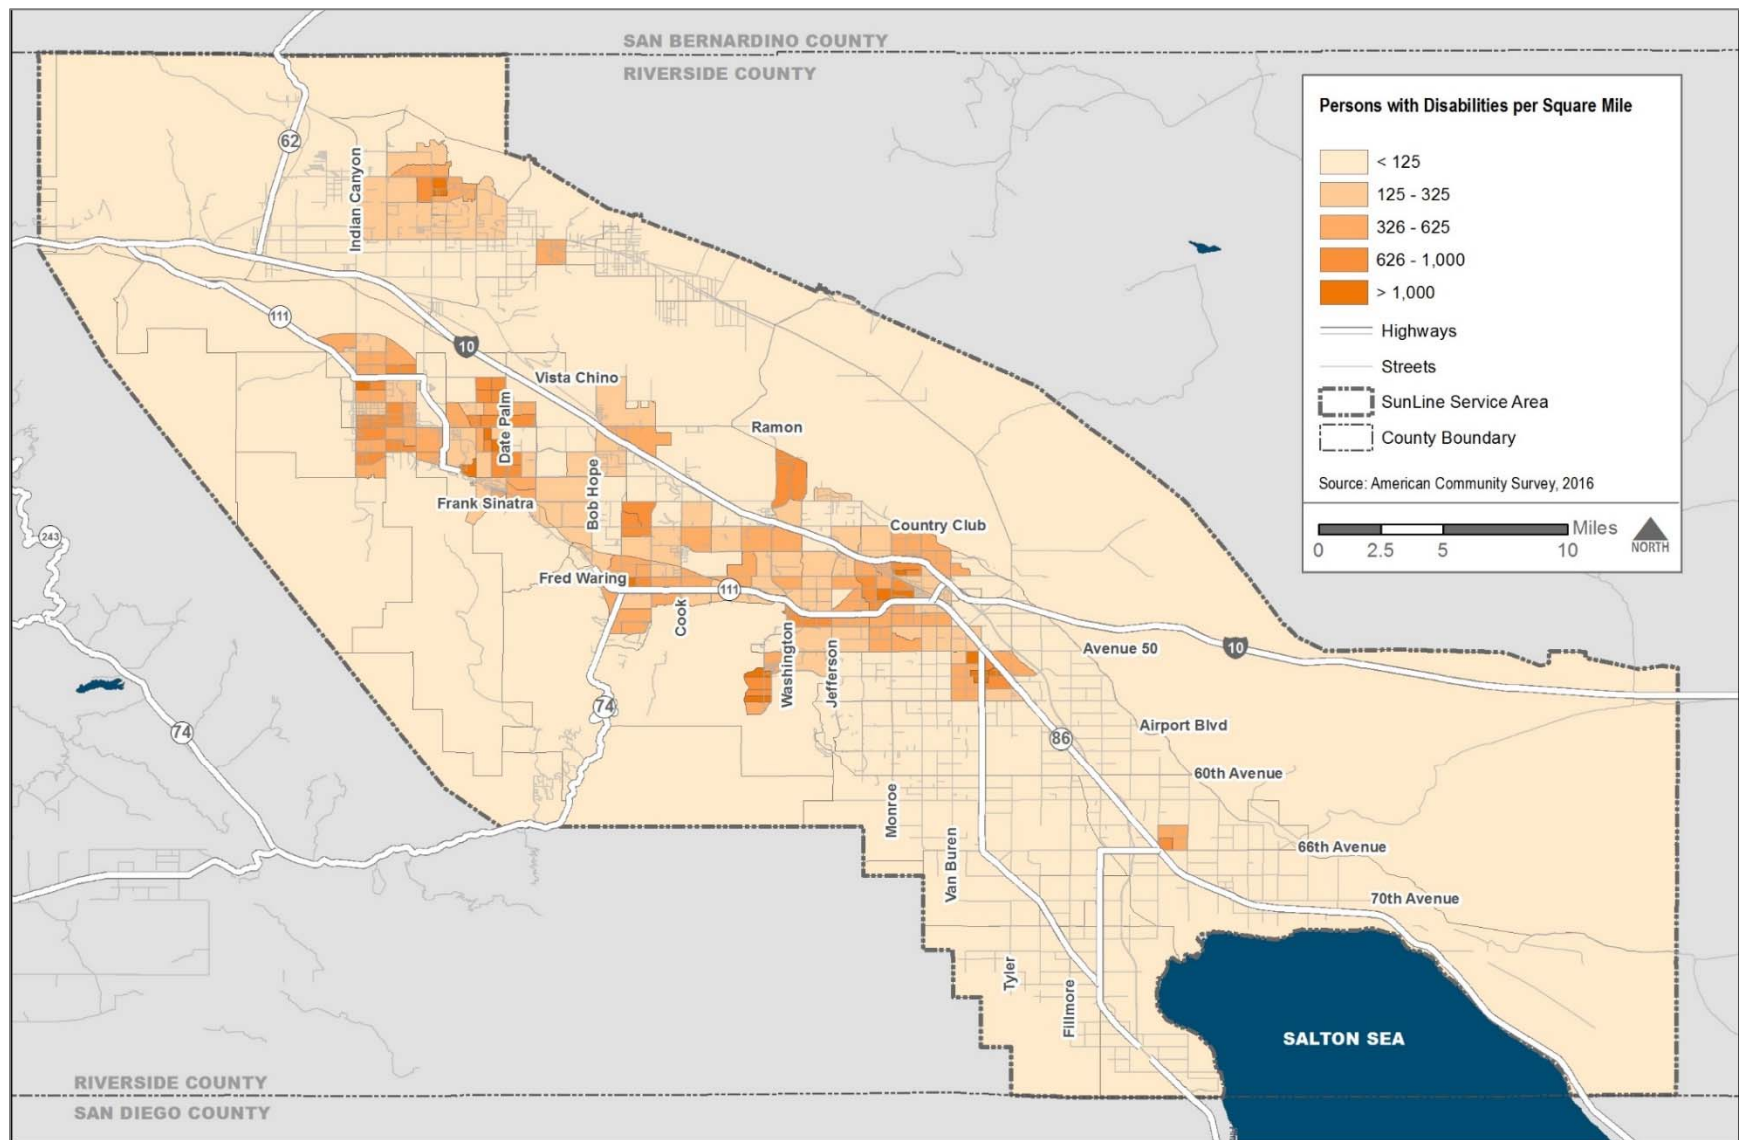 SAN BERNARDINO COUNTY
RIVERSIDE COUNTY
Persons with Disabilities per Square Mile
< 125
125 - 325
326 - 625
626 - 1,000
> 1,000
Highways
Streets
SunLine Service Area
County Boundary
Source: American Community Survey, 2016
Miles
0 2.5 5 10
NORTH
62
Indian Canyon
111
10
Vista Chino
Date Palm
Ramon
Bob Hope
Frank Sinatra
Country Club
243
Fred Waring
111
Cook
Washington
Jefferson
Avenue 50
10
74
74
86
Airport Blvd
60th Avenue
Monroe
Van Buren
66th Avenue
70th Avenue
Tyler
Fillmore
SALTON SEA
RIVERSIDE COUNTY
SAN DIEGO COUNTY